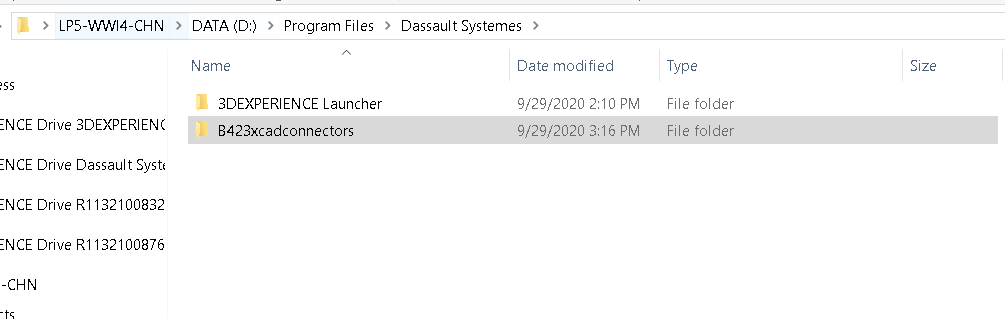 LP5-WWI4-CHN > DATA (D:) > Program Files > Dassault Systemes >
Name Date modified Type Size
ess
3DEXPERIENCE Launcher 9/29/2020 2:10 PM File folder
ENCE Drive 3DEXPERIENC
B423xcadconnectors 9/29/2020 3:16 PM File folder
ENCE Drive Dassault Syste
ENCE Drive R1132100832
ENCE Drive R1132100876
-CHN
cts